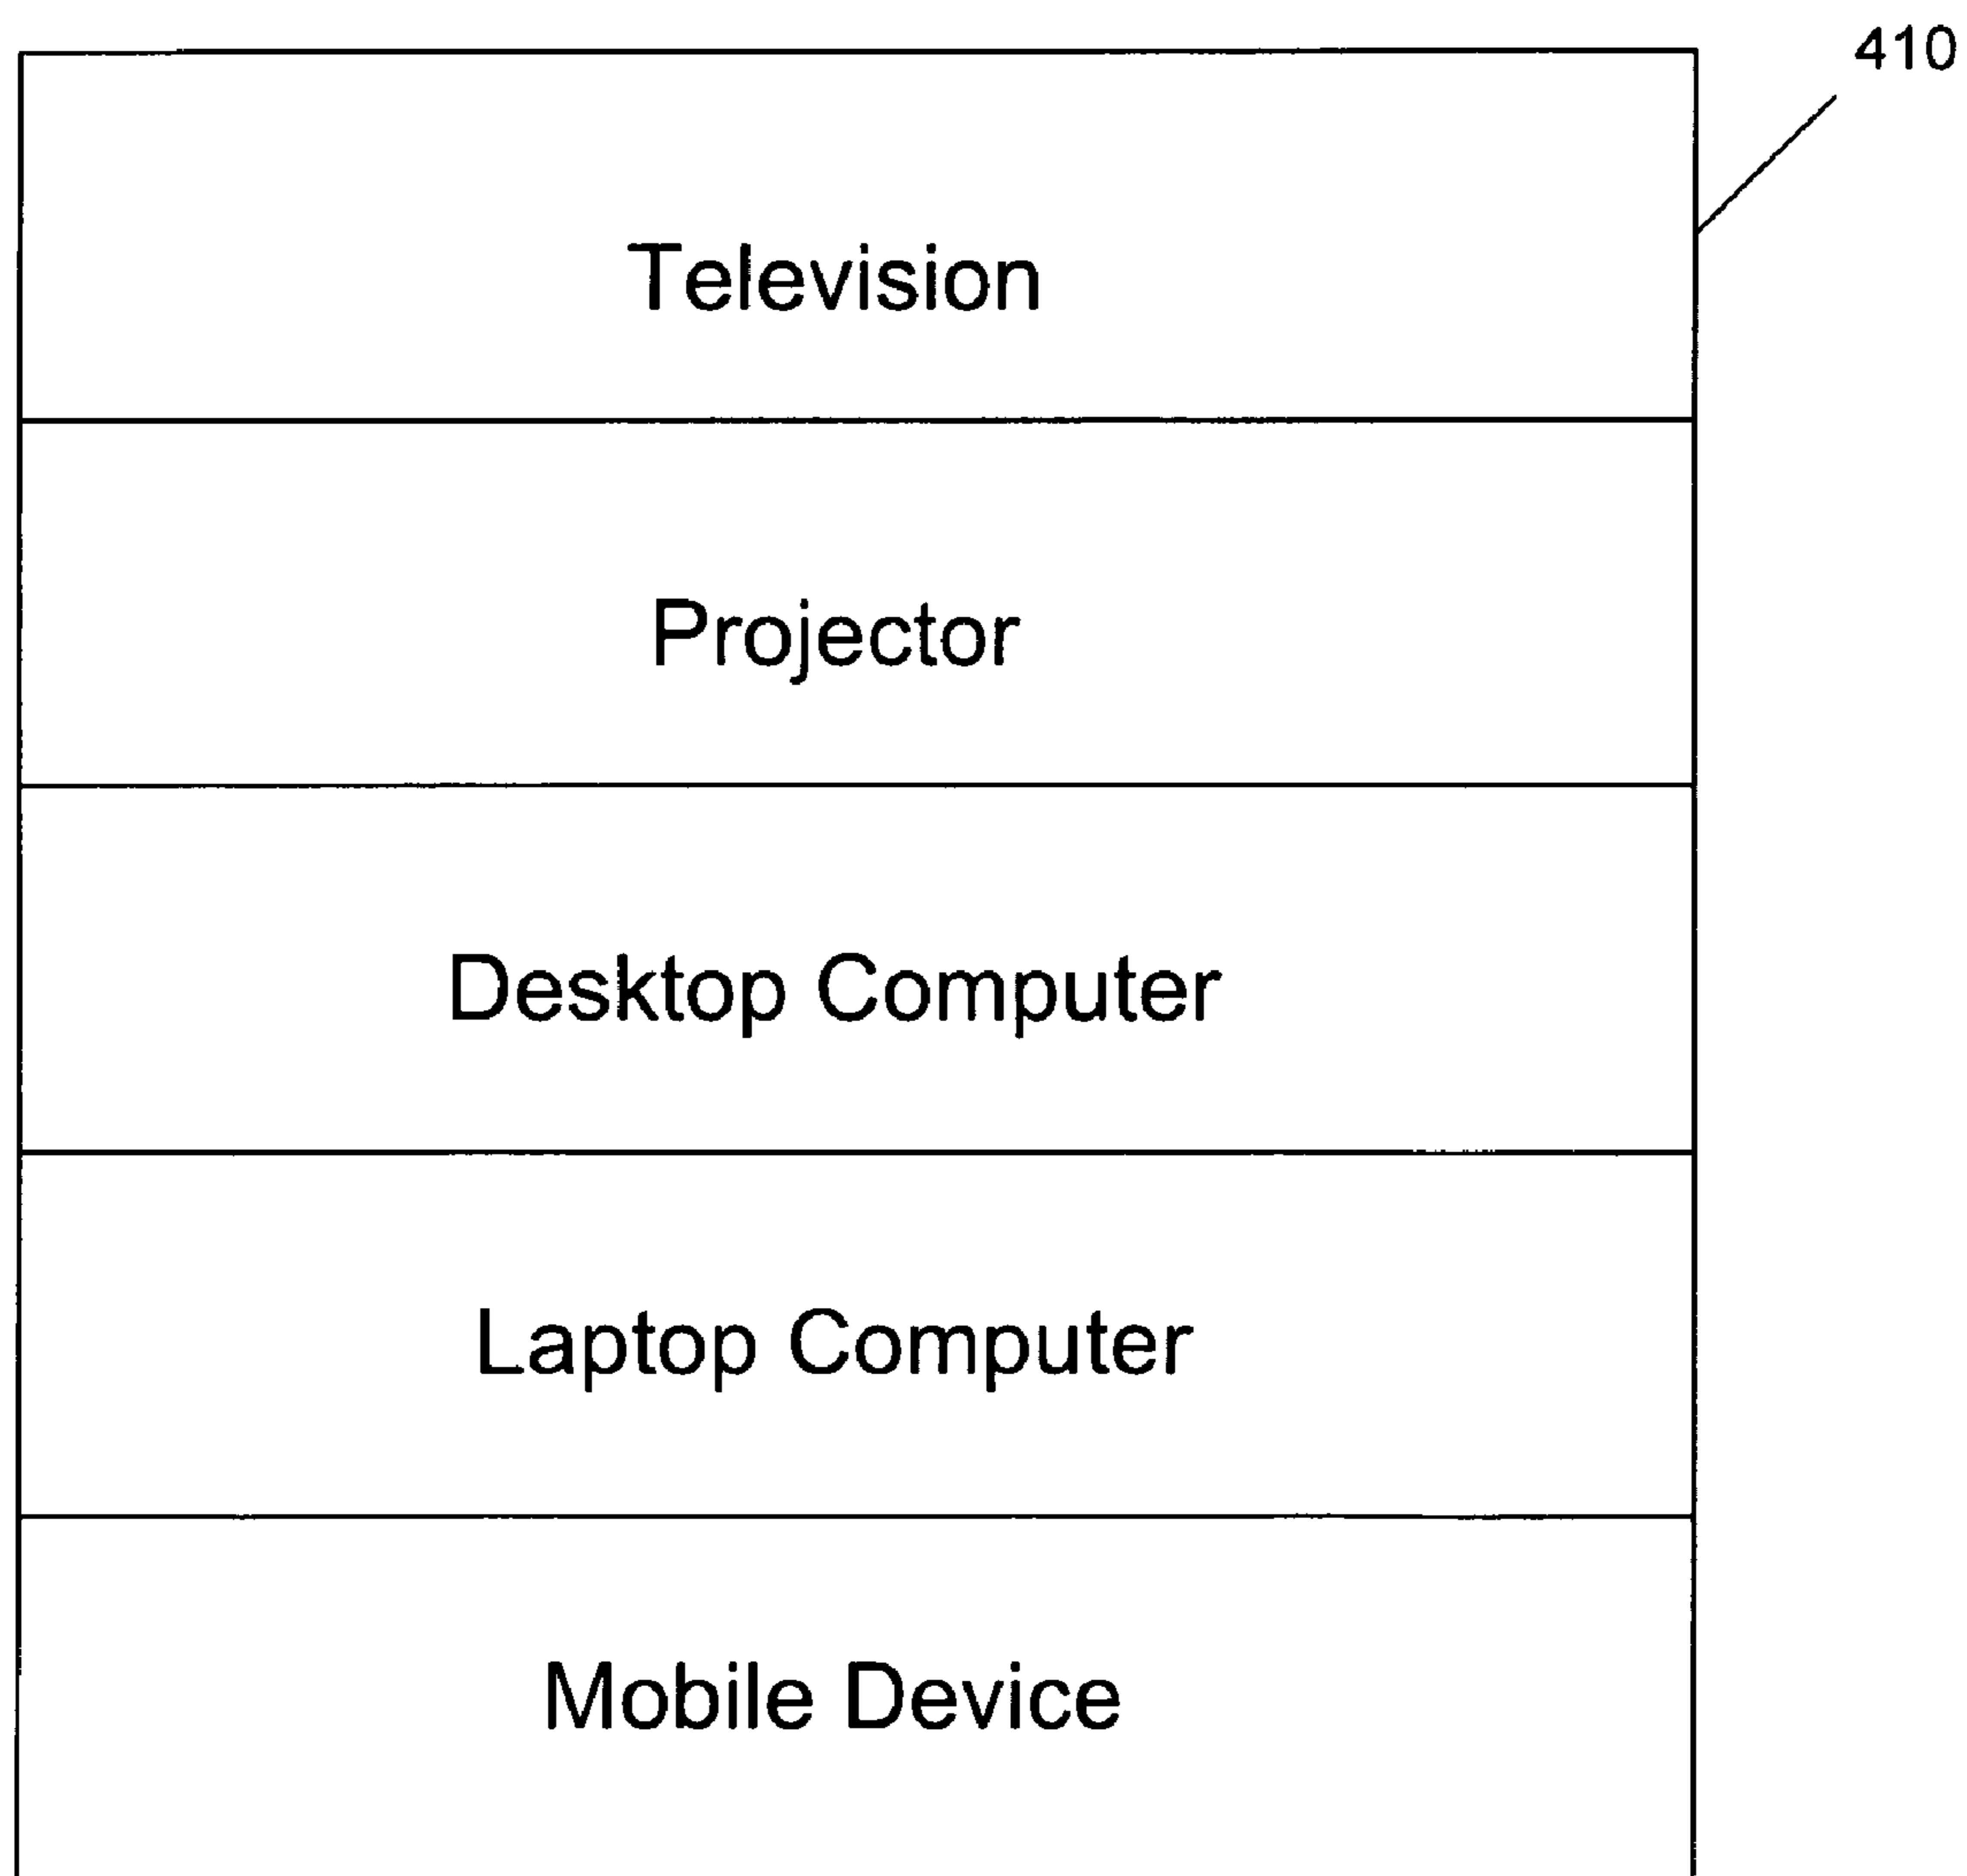 410
Television
Projector
Desktop Computer
Laptop Computer
Mobile Device